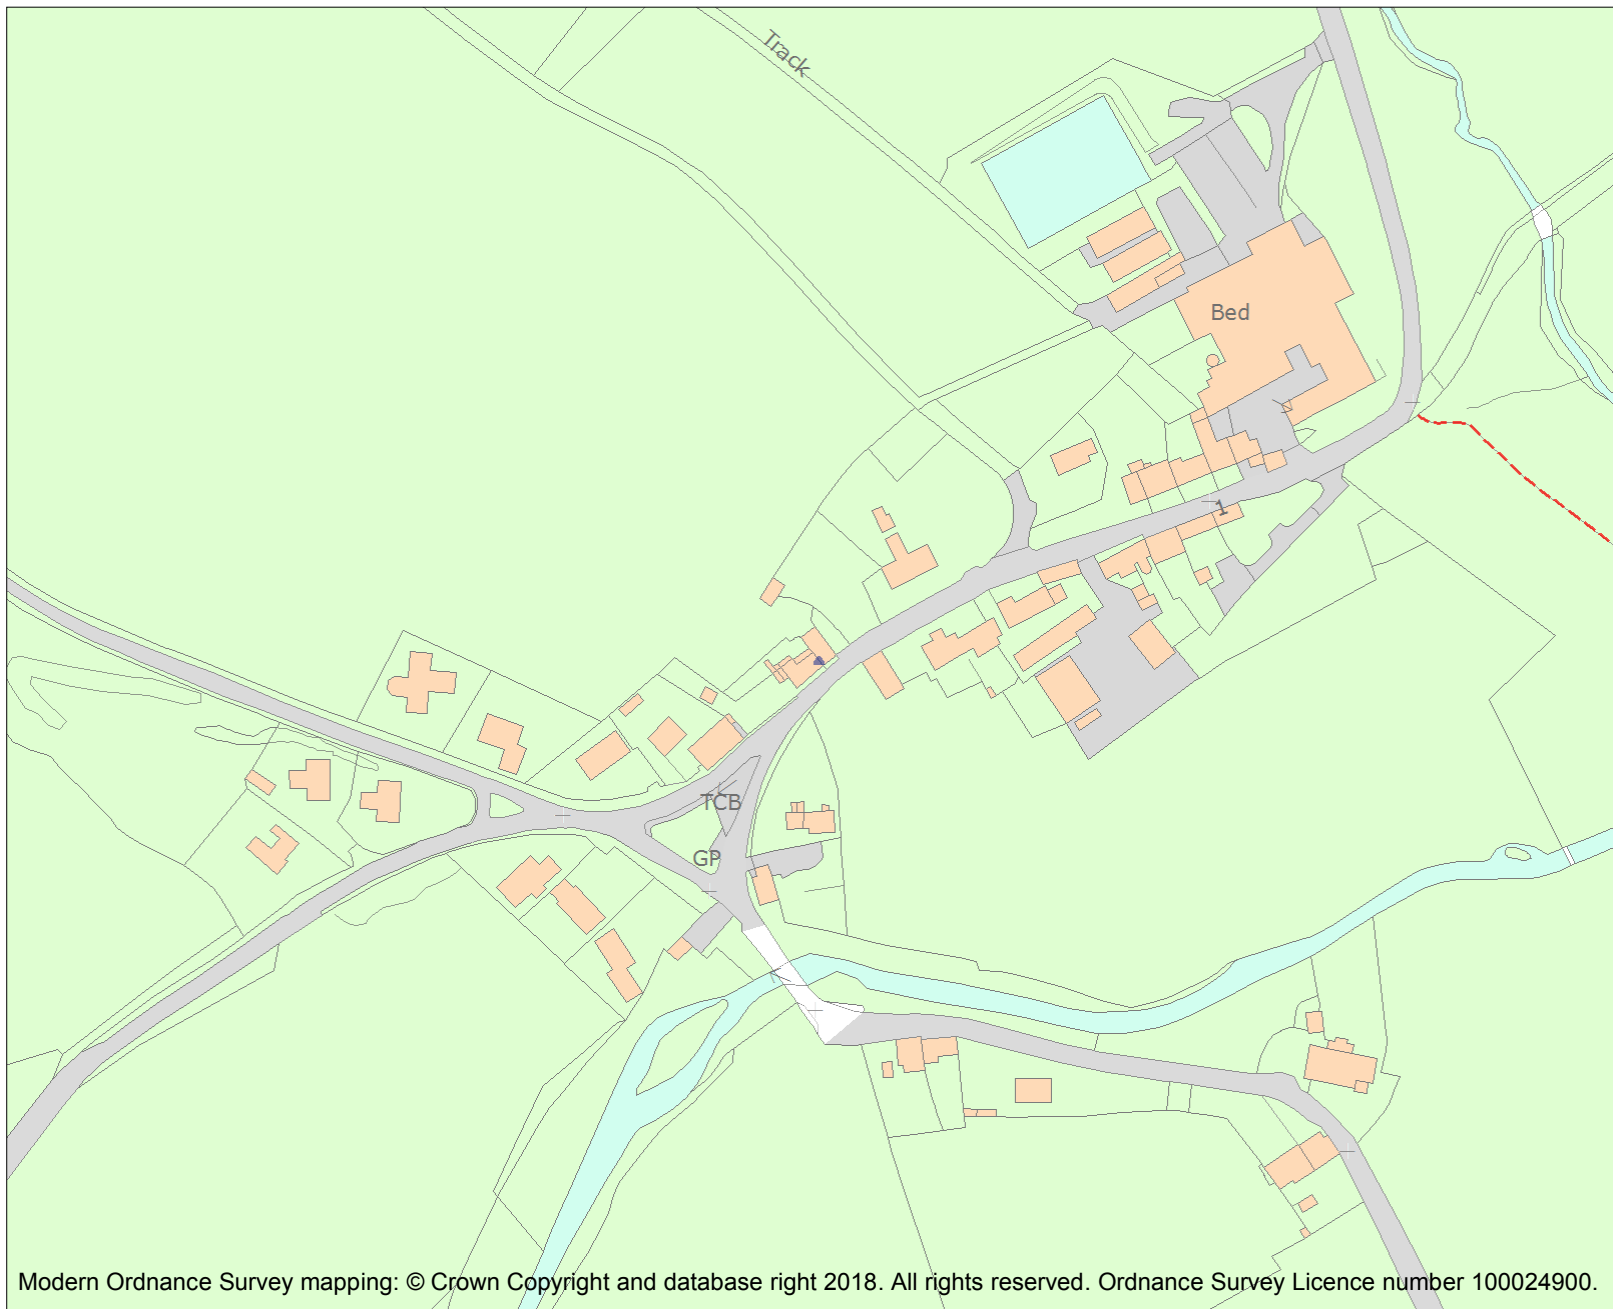 Track
Bed
1
TCB
GP
Modern Ordnance Survey mapping: © Crown Copyright and database right 2018. All rights reserved. Ordnance Survey Licence number 100024900.